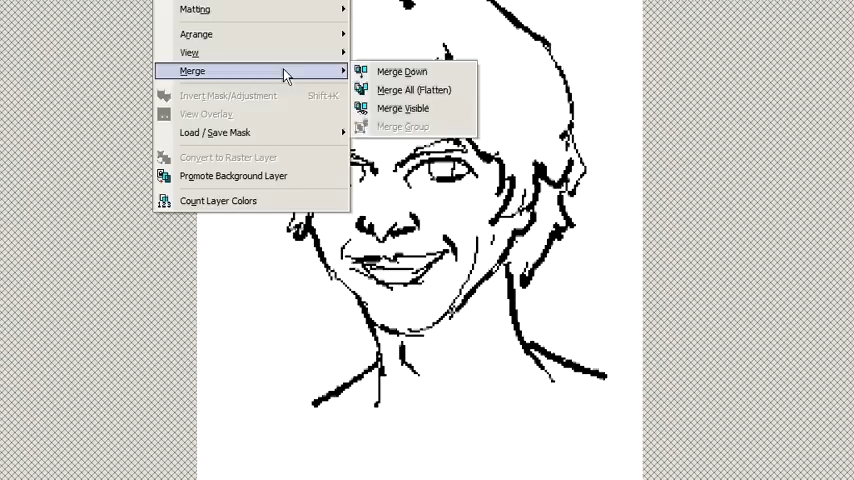 Matting
Arrange
View
Merge
Invert Mask/Adjustment Shift+K
View Overlay
Load / Save Mask
Convert to Raster Layer
Promote Background Layer
Count Layer Colors
Merge Down
Merge All (Flatten)
Merge Visible
Merge Group